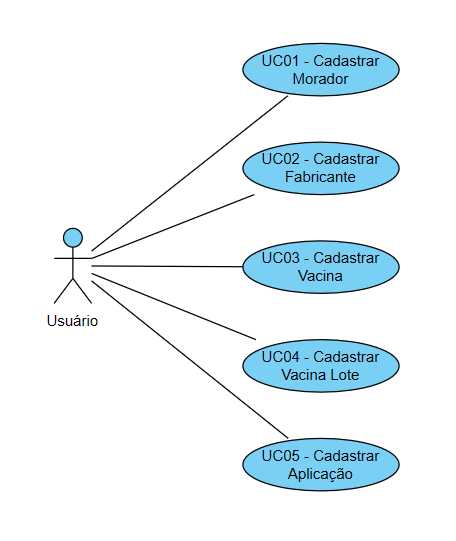 UC01 - Cadastrar
Morador
UC02 - Cadastrar
Fabricante
UC03 - Cadastrar
Vacina
Usuário
UC04 - Cadastrar
Vacina Lote
UC05 - Cadastrar
Aplicação